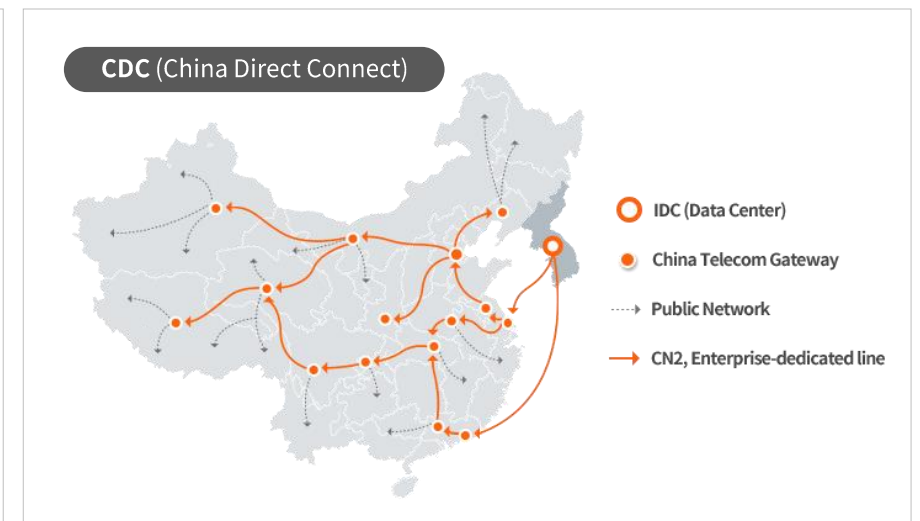 CDC (China Direct Connect)
IDC (Data Center)
China Telecom Gateway
Public Network
CN2, Enterprise-dedicated line